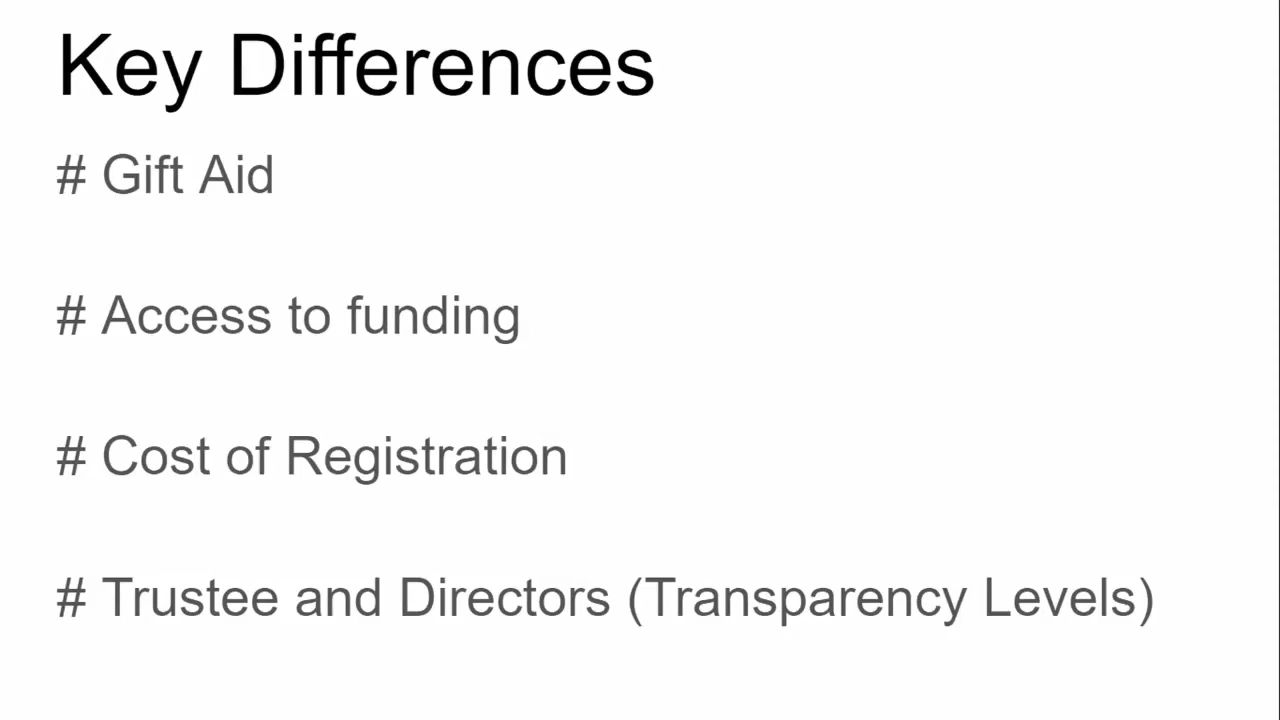 Key Differences
# Gift Aid
# Access to funding
# Cost of Registration
# Trustee and Directors (Transparency Levels)